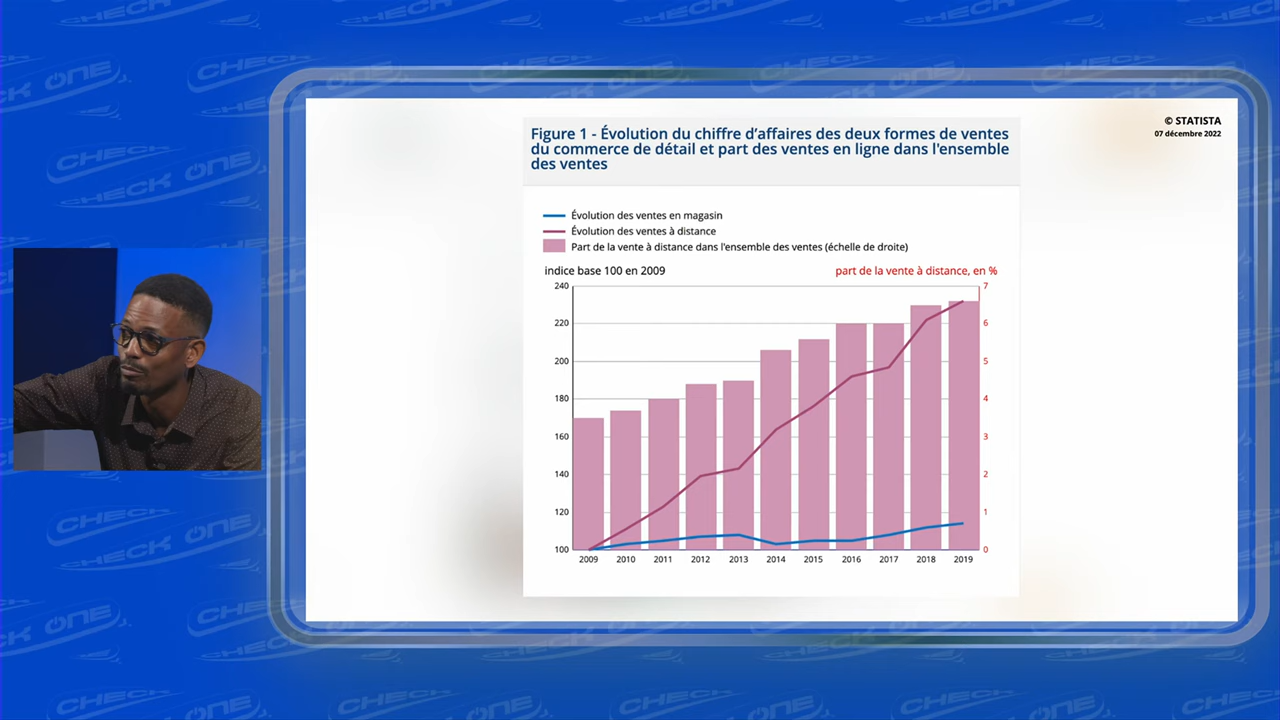 © STATISTA
07 décembre 2022
Figure 1 - Évolution du chiffre d’affaires des deux formes de ventes
du commerce de détail et part des ventes en ligne dans l'ensemble
des ventes
Évolution des ventes en magasin
Évolution des ventes à distance
Part de la vente à distance dans l'ensemble des ventes (échelle de droite)
indice base 100 en 2009
part de la vente à distance, en %
240
220
200
180
160
140
120
100
7
6
5
4
3
2
1
0
2009 2010 2011 2012 2013 2014 2015 2016 2017 2018 2019
CHECK ONE